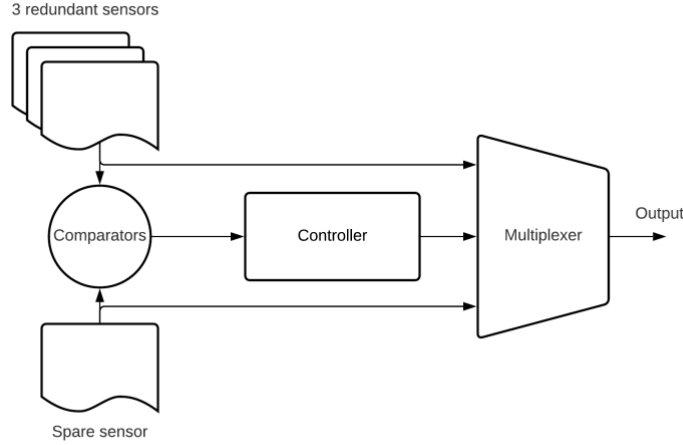 3 redundant sensors
Comparators
Controller
Multiplexer
Output
Spare sensor